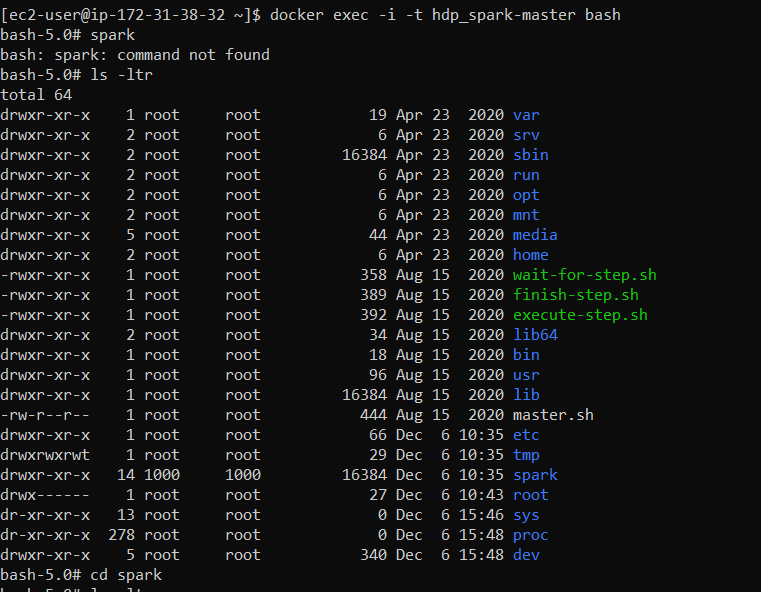 [ec2-user@ip-172-31-38-32 ~]$ docker exec -i -t hdp_spark-master bash
bash-5.0# spark
bash: spark: command not found
bash-5.0# ls -ltr
total 64
drwxr-xr-x    1 root     root            19 Apr 23  2020 var
drwxr-xr-x    2 root     root             6 Apr 23  2020 srv
drwxr-xr-x    2 root     root         16384 Apr 23  2020 sbin
drwxr-xr-x    2 root     root             6 Apr 23  2020 run
drwxr-xr-x    2 root     root             6 Apr 23  2020 opt
drwxr-xr-x    2 root     root             6 Apr 23  2020 mnt
drwxr-xr-x    5 root     root            44 Apr 23  2020 media
drwxr-xr-x    2 root     root             6 Apr 23  2020 home
-rwxr-xr-x    1 root     root           358 Aug 15  2020 wait-for-step.sh
-rwxr-xr-x    1 root     root           389 Aug 15  2020 finish-step.sh
-rwxr-xr-x    1 root     root           392 Aug 15  2020 execute-step.sh
drwxr-xr-x    2 root     root            34 Aug 15  2020 lib64
drwxr-xr-x    1 root     root            18 Aug 15  2020 bin
drwxr-xr-x    1 root     root            96 Aug 15  2020 usr
drwxr-xr-x    1 root     root         16384 Aug 15  2020 lib
-rw-r--r--    1 root     root           444 Aug 15  2020 master.sh
drwxr-xr-x    1 root     root            66 Dec  6 10:35 etc
drwxrwxrwt    1 root     root            29 Dec  6 10:35 tmp
drwxr-xr-x   14 1000     1000         16384 Dec  6 10:35 spark
drwx------    1 root     root            27 Dec  6 10:43 root
dr-xr-xr-x   13 root     root             0 Dec  6 15:46 sys
dr-xr-xr-x  278 root     root             0 Dec  6 15:48 proc
drwxr-xr-x    5 root     root           340 Dec  6 15:48 dev
bash-5.0# cd spark